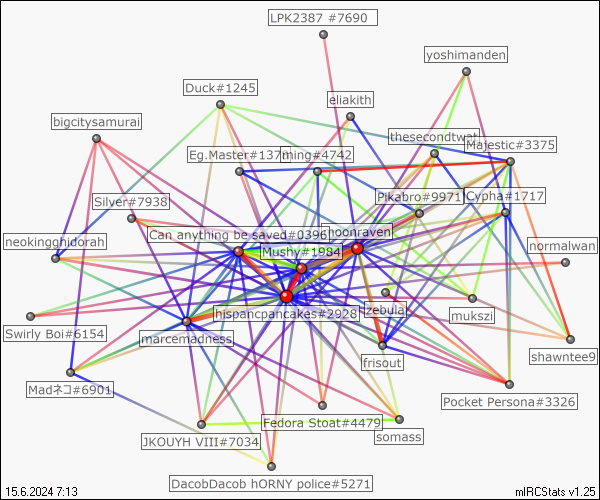 LPK2387 #7690
yoshimanden
Duck#1245
eliakith
bigcitysamurai
thesecondtwat
Majestic#3375
Eg.Master#137
ming#4742
Pikabro#9971
Cypha#1717
Silver#7938
Can.anything be saved#0396
hoonraven
neokingghidorah
Mushy#1984
normalwan
hisponcpancakes#2928
Izebular
mukszi
Swirly Boi#6154
marcemadness
frisout
shawntee9
Madネコ#6901
Pocket Persona#3326
Fedora Stoat#4479
somass
JKOUYH VIII#7034
DacobDacob hORNY police#5271
15.6.2024 7:13
mIRCStats v1.25